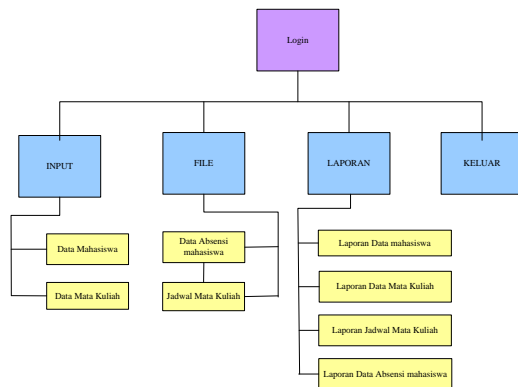 Login
INPUT
FILE
LAPORAN
KELUAR
Data Mahasiswa
Data Mata Kuliah
Data Absensi
mahasiswa
Jadwal Mata Kuliah
Laporan Data mahasiswa
Laporan Data Mata Kuliah
Laporan Jadwal Mata Kuliah
Laporan Data Absensi mahasiswa